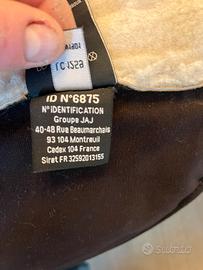 LC1229
ID N°6875
N° IDENTIFICATION
Groupe JAJ
40-48 Rue Beaumarchais
93 104 Montreuil
Cedex 104 France
Siret FR 32592013155
Subito